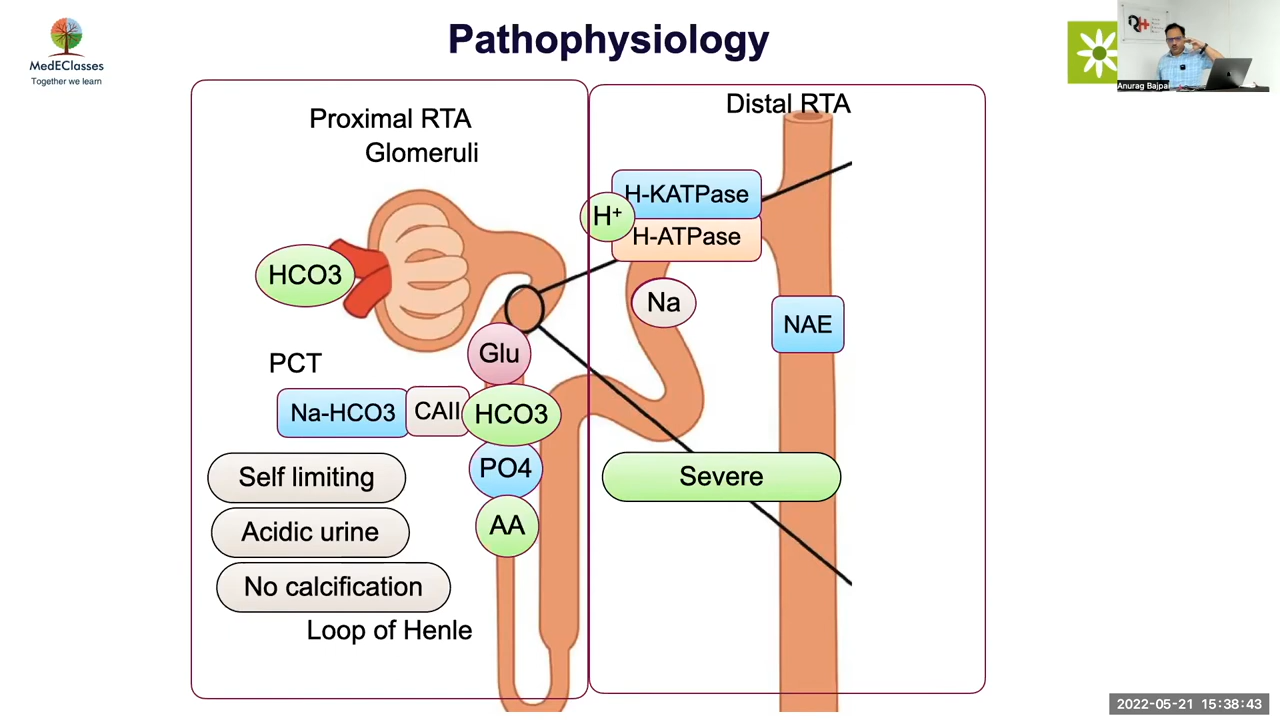 Pathophysiology
MedEClasses
Together we learn
Anurag Bajpai
Proximal RTA
Glomeruli
HCO3
PCT
Na-HCO3
CAII
Glu
HCO3
PO4
AA
Self limiting
Acidic urine
No calcification
Loop of Henle
Distal RTA
H-KATPase
H+
H-ATPase
Na
NAE
Severe
2022-05-21 15:38:43